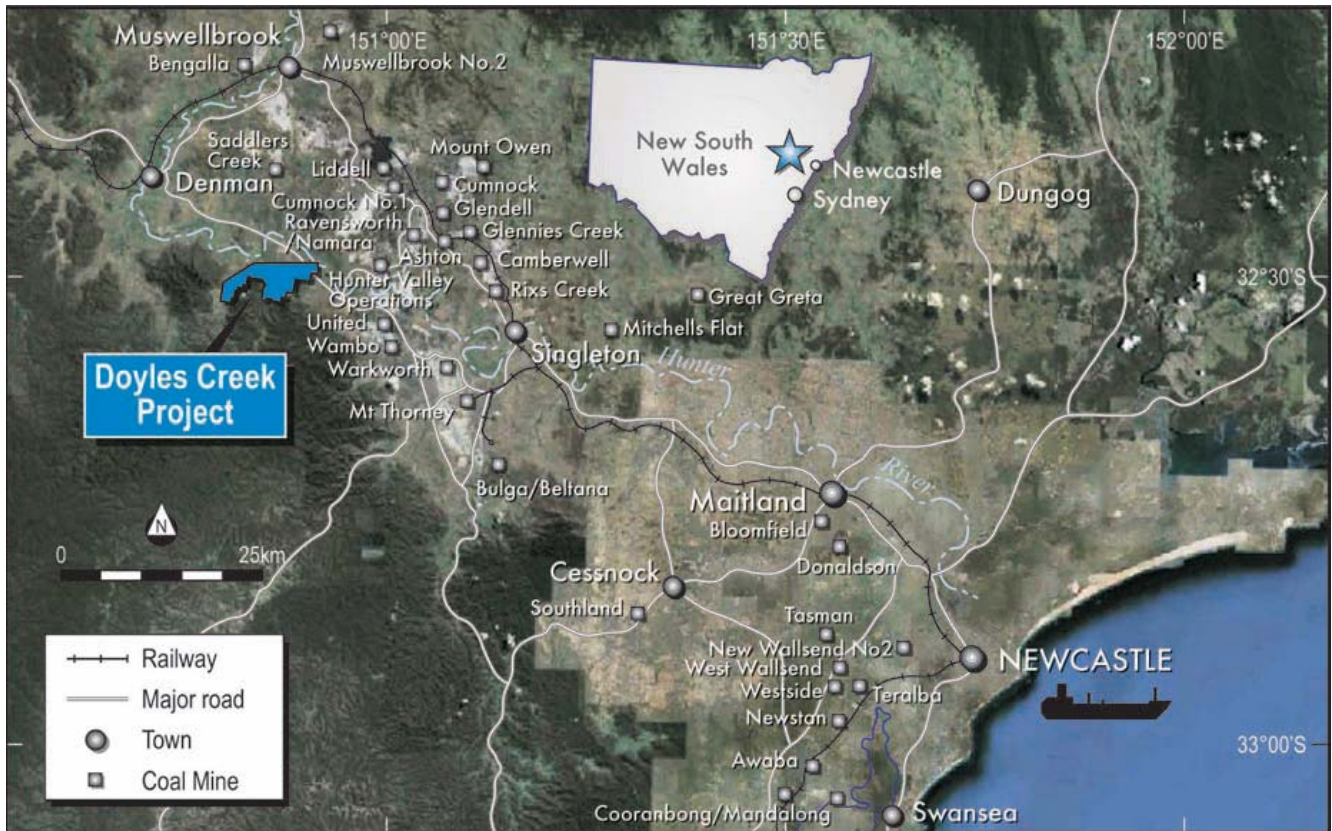 151°00'E
151°30'E
152°00'E
Muswellbrook
Bengalla
Muswellbrook No.2
Saddlers
Creek
Denman
Liddell
Mount Owen
Cumnock
Cumnock No.1
Glendell
Ravensworth
/Namara
Glennies Creek
Ashton
Camberwell
Hunter Valley
Operations
Rixs Creek
United
Wambo
Warkworth
Singleton
Mt Thorney
Bulga/Beltana
New South
Wales
Newcastle
Sydney
Dungog
32°30'S
Great Greta
Mitchells Flat
Hunter
River
Doyles Creek
Project
N
0 25km
Maitland
Bloomfield
Donaldson
Cessnock
Southland
Tasman
New Wallsend No2
West Wallsend
Westside
Teralba
Newstan
Awaba
Cooranbong/Mandalong
NEWCASTLE
Swansea
33°00'S
Railway
Major road
Town
Coal Mine